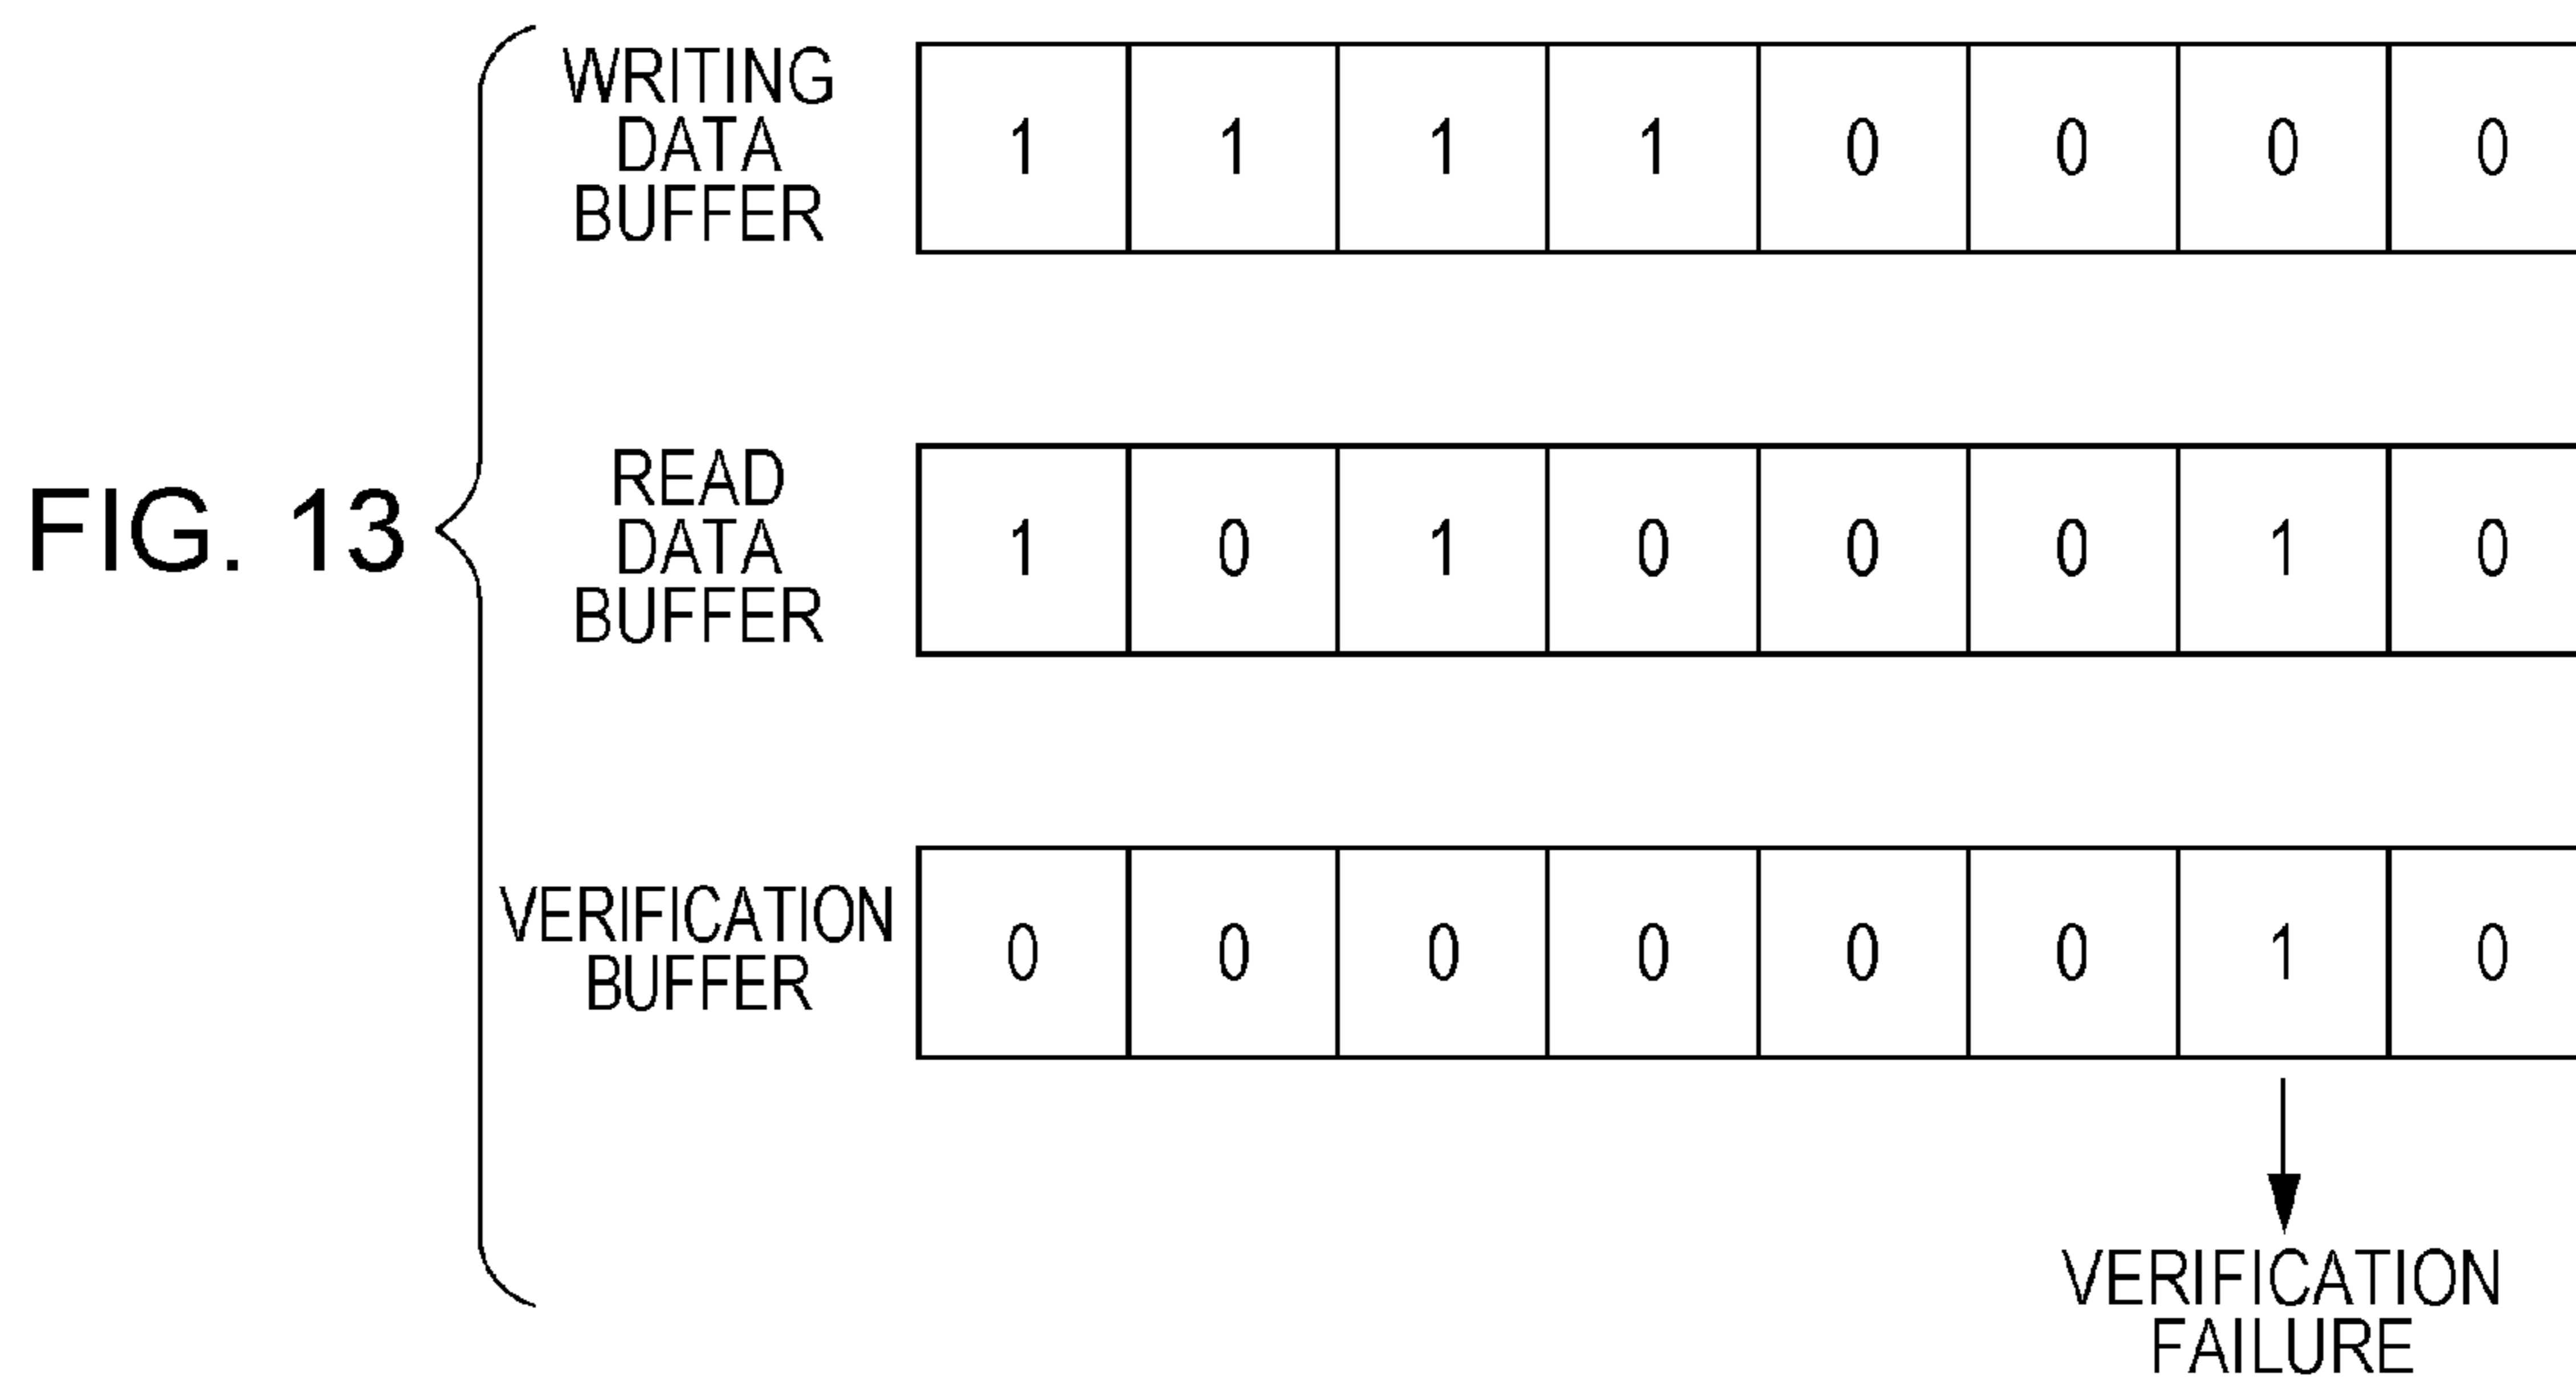 FIG. 13
WRITING
DATA
BUFFER
1 1 1 1 0 0 0 0
READ
DATA
BUFFER
1 0 1 0 0 0 1 0
VERIFICATION
BUFFER
0 0 0 0 0 0 1 0
VERIFICATION
FAILURE